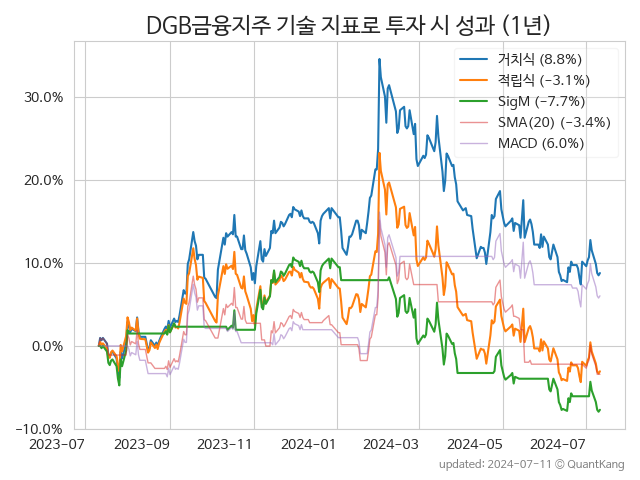 DGB금융지주 기술 지표로 투자 시 성과 (1년)
거치식 (8.8%)
적립식 (−3.1%)
SigM (−7.7%)
SMA(20) (−3.4%)
MACD (6.0%)
30.0%
20.0%
10.0%
0.0%
−10.0%
2023-07
2023-09
2023-11
2024-01
2024-03
2024-05
2024-07
updated: 2024-07-11 © QuantKang